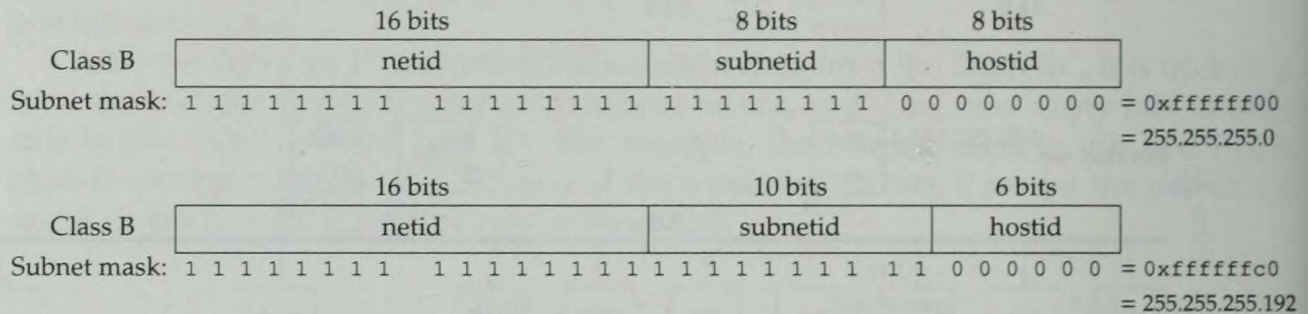 16 bits 8 bits 8 bits
Class B netid subnetid hostid
Subnet mask: 1 1 1 1 1 1 1 1 1 1 1 1 1 1 1 1 1 1 1 1 1 1 1 1 0 0 0 0 0 0 0 0 = 0xffffff00
= 255.255.255.0
16 bits 10 bits 6 bits
Class B netid subnetid hostid
Subnet mask: 1 1 1 1 1 1 1 1 1 1 1 1 1 1 1 1 1 1 1 1 1 1 1 1 1 1 0 0 0 0 0 0 = 0xffffffc0
= 255.255.255.192